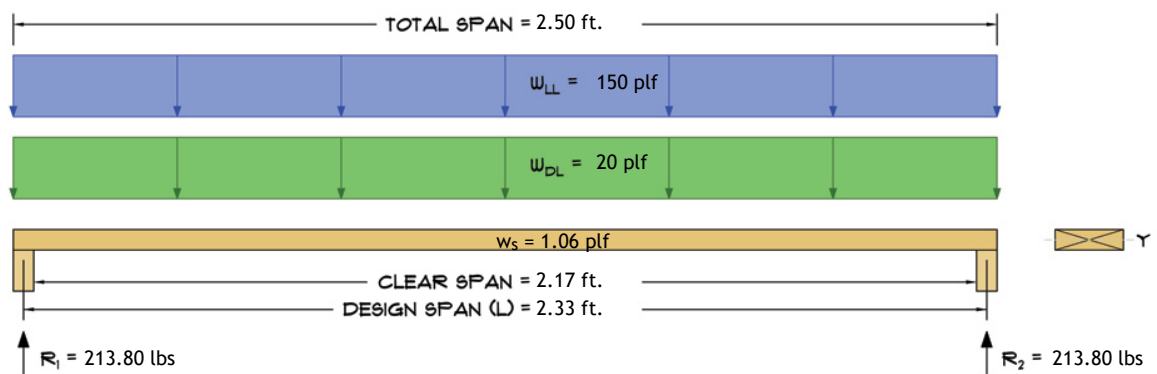 TOTAL SPAN = 2.50 ft.
WLL = 150 plf
WDL = 20 plf
ws = 1.06 plf
Y
CLEAR SPAN = 2.17 ft.
DESIGN SPAN (L) = 2.33 ft.
R1 = 213.80 lbs
R2 = 213.80 lbs